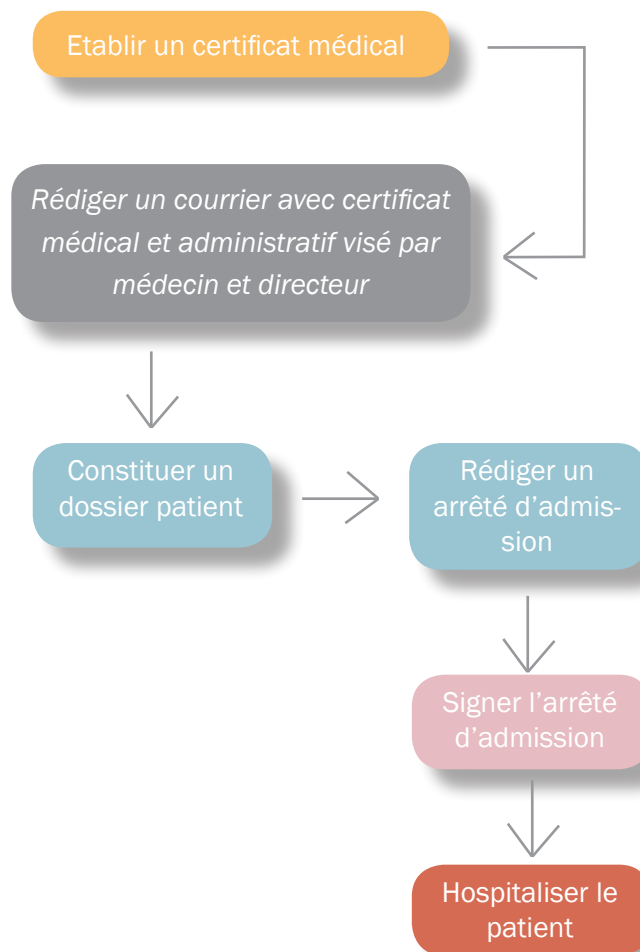 Etablir un certificat médical
Rédiger un courrier avec certificat
médical et administratif visé par
médecin et directeur
Constituer un
dossier patient
Rédiger un
arrêté d'admis-
sion
Signer l'arrêté
d'admission
Hospitaliser le
patient